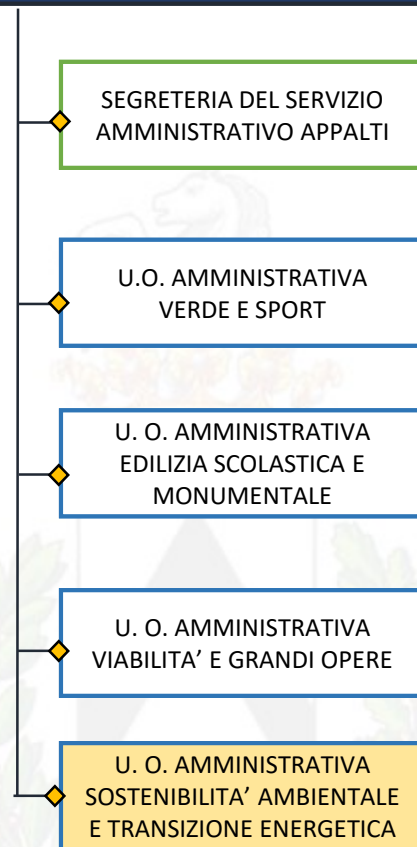 SEGRETERIA DEL SERVIZIO
AMMINISTRATIVO APPALTI
U.O. AMMINISTRATIVA
VERDE E SPORT
U. O. AMMINISTRATIVA
EDILIZIA SCOLASTICA E
MONUMENTALE
U. O. AMMINISTRATIVA
VIABILITA’ E GRANDI OPERE
U. O. AMMINISTRATIVA
SOSTENIBILITA’ AMBIENTALE
E TRANSIZIONE ENERGETICA